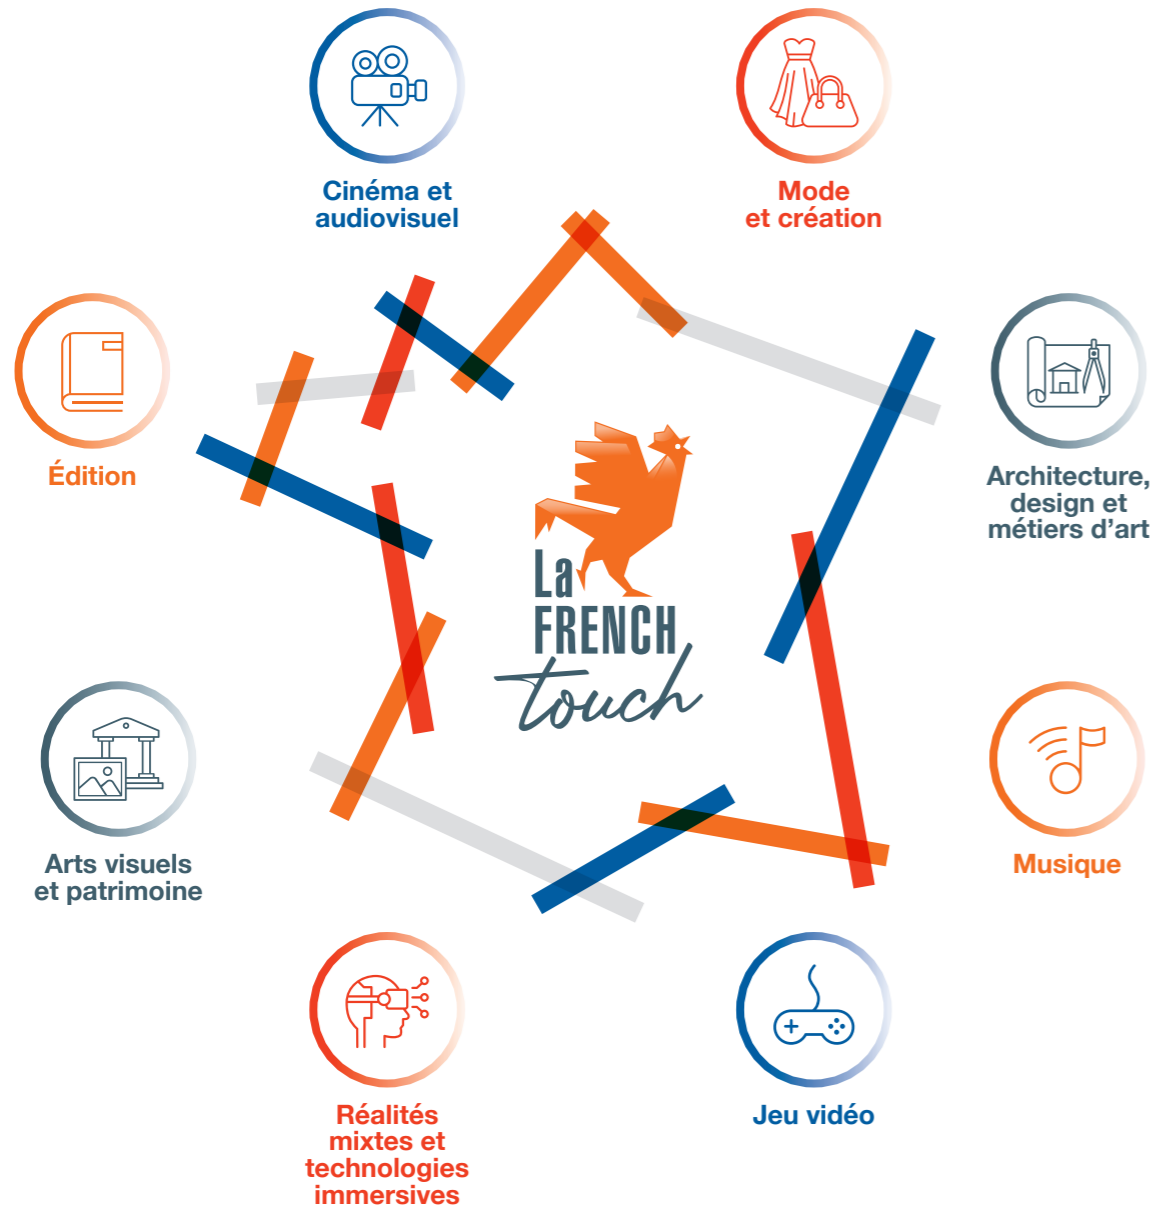 Cinéma et
audiovisuel
Mode
et création
Édition
Architecture,
design et
métiers d’art
La
FRENCH
touch
Arts visuels
et patrimoine
Musique
Réalités
mixtes et
technologies
immersives
Jeu vidéo